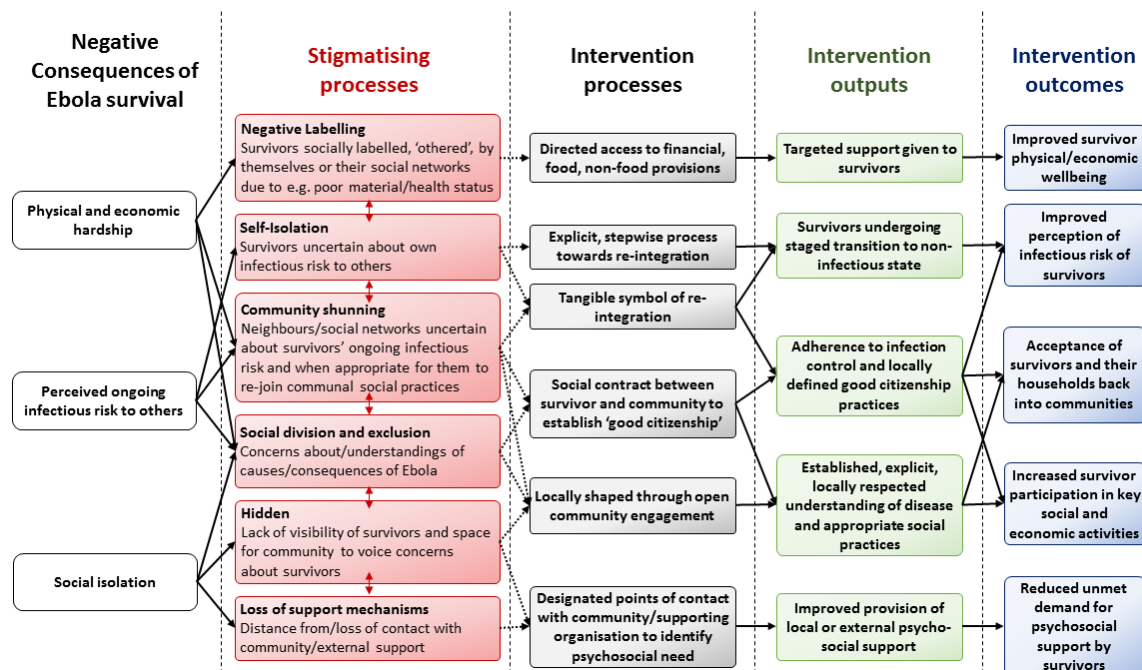 Negative
Consequences of
Ebola survival
Physical and economic
hardship
Perceived ongoing
infectious risk to others
Social isolation
Stigmatising
processes
Negative Labelling
Survivors socially labelled, ‘othered’, by
themselves or their social networks
due to e.g. poor material/health status
Self-Isolation
Survivors uncertain about own
infectious risk to others
Community shunning
Neighbours/social networks uncertain
about survivors’ ongoing infectious
risk and when appropriate for them to
re-join communal social practices
Social division and exclusion
Concerns about/understandings of
causes/consequences of Ebola
Hidden
Lack of visibility of survivors and space
for community to voice concerns
about survivors
Loss of support mechanisms
Distance from/loss of contact with
community/external support
Intervention
processes
Directed access to financial,
food, non-food provisions
Explicit, stepwise process
towards re-integration
Tangible symbol of re-
integration
Social contract between
survivor and community to
establish ‘good citizenship’
Locally shaped through open
community engagement
Designated points of contact
with community/supporting
organisation to identify
psychosocial need
Intervention
outputs
Targeted support given to
survivors
Survivors undergoing
staged transition to non-
infectious state
Adherence to infection
control and locally
defined good citizenship
practices
Established, explicit,
locally respected
understanding of disease
and appropriate social
practices
Improved provision of
local or external psycho-
social support
Intervention
outcomes
Improved survivor
physical/economic
wellbeing
Improved
perception of
infectious risk of
survivors
Acceptance of
survivors and their
households back
into communities
Increased survivor
participation in key
social and
economic activities
Reduced unmet
demand for
psychosocial
support by
survivors